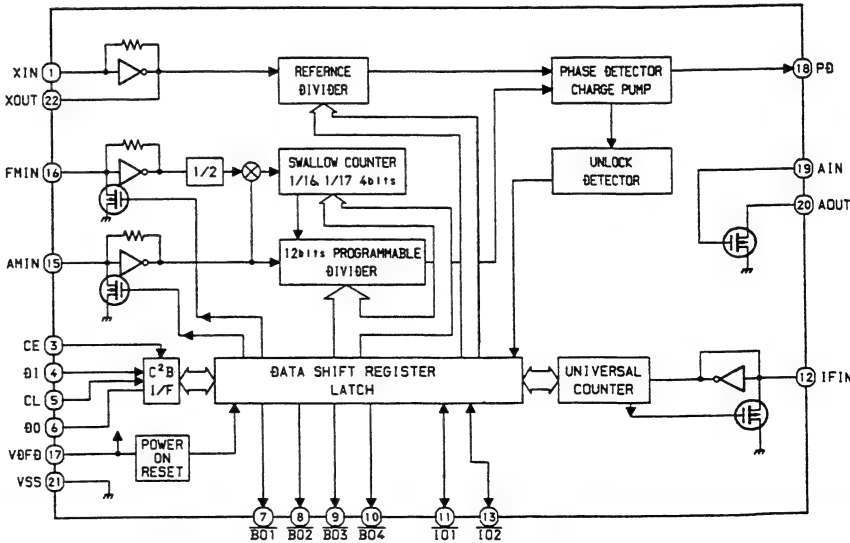 XIN 1
XOUT 22
REFERNCE
DIVIDER
PHASE DETECTOR
CHARGE PUMP
18 PD
FMIN 16
1/2
SWALLOW COUNTER
1/16, 1/17 4bits
UNLOCK
DETECTOR
19 AIN
20 AOUT
AMIN 15
12bits PROGRAMMABLE
DIVIDER
CE 3
DI 4
CL 5
DO 6
C²B
I/F
DATA SHIFT REGISTER
LATCH
UNIVERSAL
COUNTER
12 IFIN
VDFD 17
VSS 21
POWER
ON
RESET
7 8 9 10 11 13
BO1 BO2 BO3 BO4 IO1 IO2